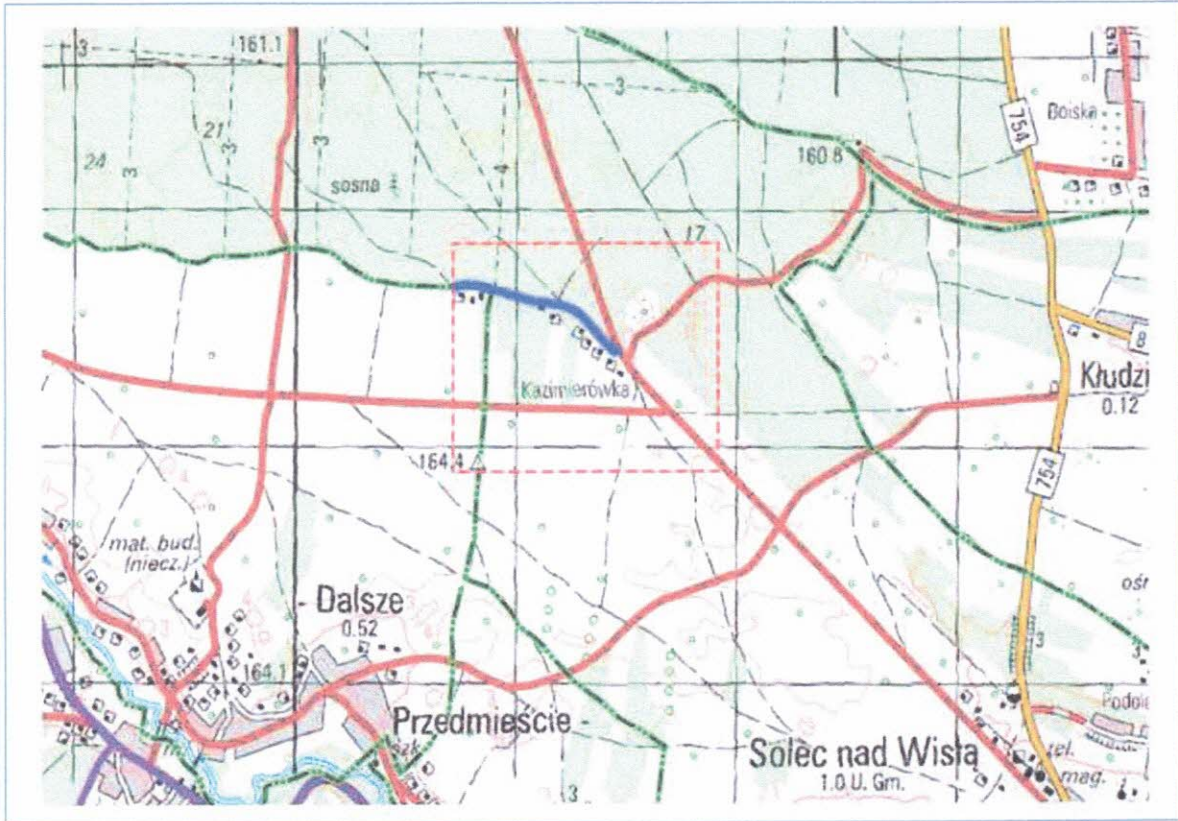 3
161.1
21
3
3
3
24
3
sosna
4
3
160.8
754
Boiska
17
8
Kazimierówka
Kłudzi
0.12
164.4
754
mat. bud.
(niecz.)
ośr
Dalsze
0.52
3
3
164.1
Przedmieście
szk
Podole
Solec nad Wisłą
1.0 U. Gm.
tel.
mag.
3